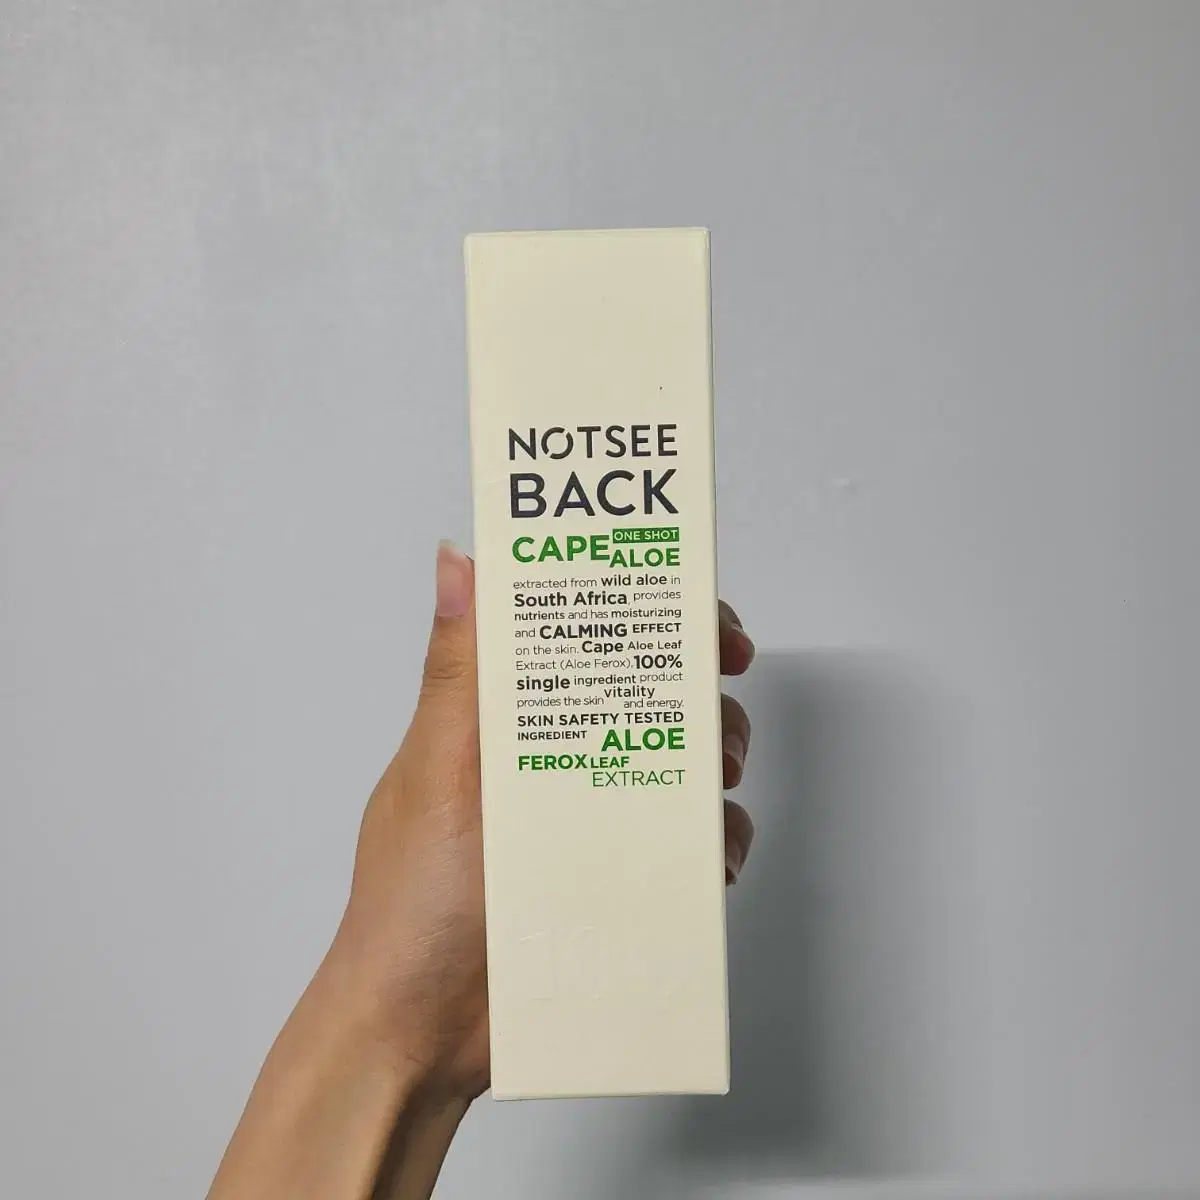 NOTSEE
BACK
CAPE ONE SHOT
ALOE
extracted from wild aloe in
South Africa, provides
nutrients and has moisturizing
and CALMING EFFECT
on the skin. Cape Aloe Leaf
Extract (Aloe Ferox), 100%
single ingredient product
provides the skin vitality
and energy.
SKIN SAFETY TESTED
INGREDIENT ALOE
FEROX LEAF
EXTRACT